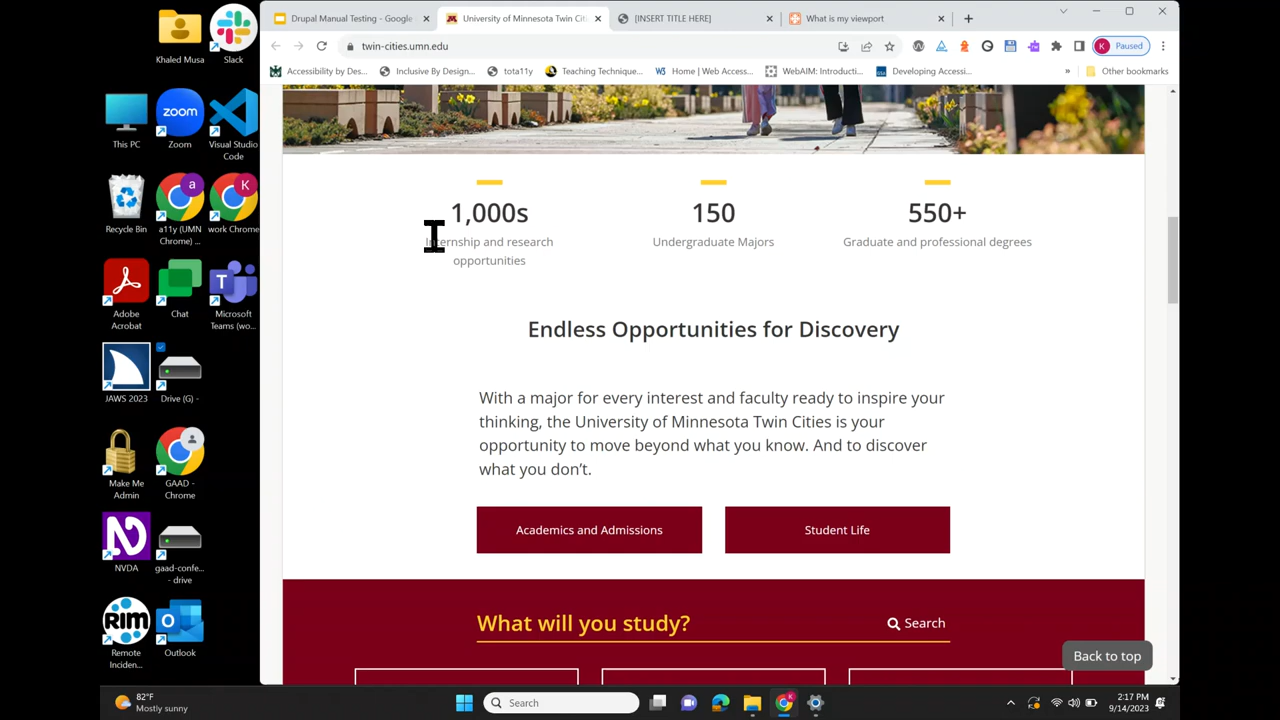 Drupal Manual Testing - Google
University of Minnesota Twin Cit
[INSERT TITLE HERE]
What is my viewport
twin-cities.umn.edu
K Paused
Accessibility by Des...
Inclusive By Design...
tota11y
Teaching Technique...
Home | Web Access...
WebAIM: Introducti...
Developing Accessi...
»
Other bookmarks
Khaled Musa
Slack
This PC
zoom
Zoom
Visual Studio
Code
a
K
Recycle Bin
a11y (UMN
Chrome) ...
work Chrome
Adobe
Acrobat
Chat
Microsoft
Teams (wo...
JAWS 2023
Drive (G) -
Make Me
Admin
GAAD -
Chrome
NVDA
gaad-confe...
- drive
Rim
Remote
Inciden...
Outlook
1,000s
Internship and research
opportunities
150
Undergraduate Majors
550+
Graduate and professional degrees
Endless Opportunities for Discovery
With a major for every interest and faculty ready to inspire your
thinking, the University of Minnesota Twin Cities is your
opportunity to move beyond what you know. And to discover
what you don't.
Academics and Admissions
Student Life
What will you study?
Search
Back to top
82°F
Mostly sunny
Search
2:17 PM
9/14/2023